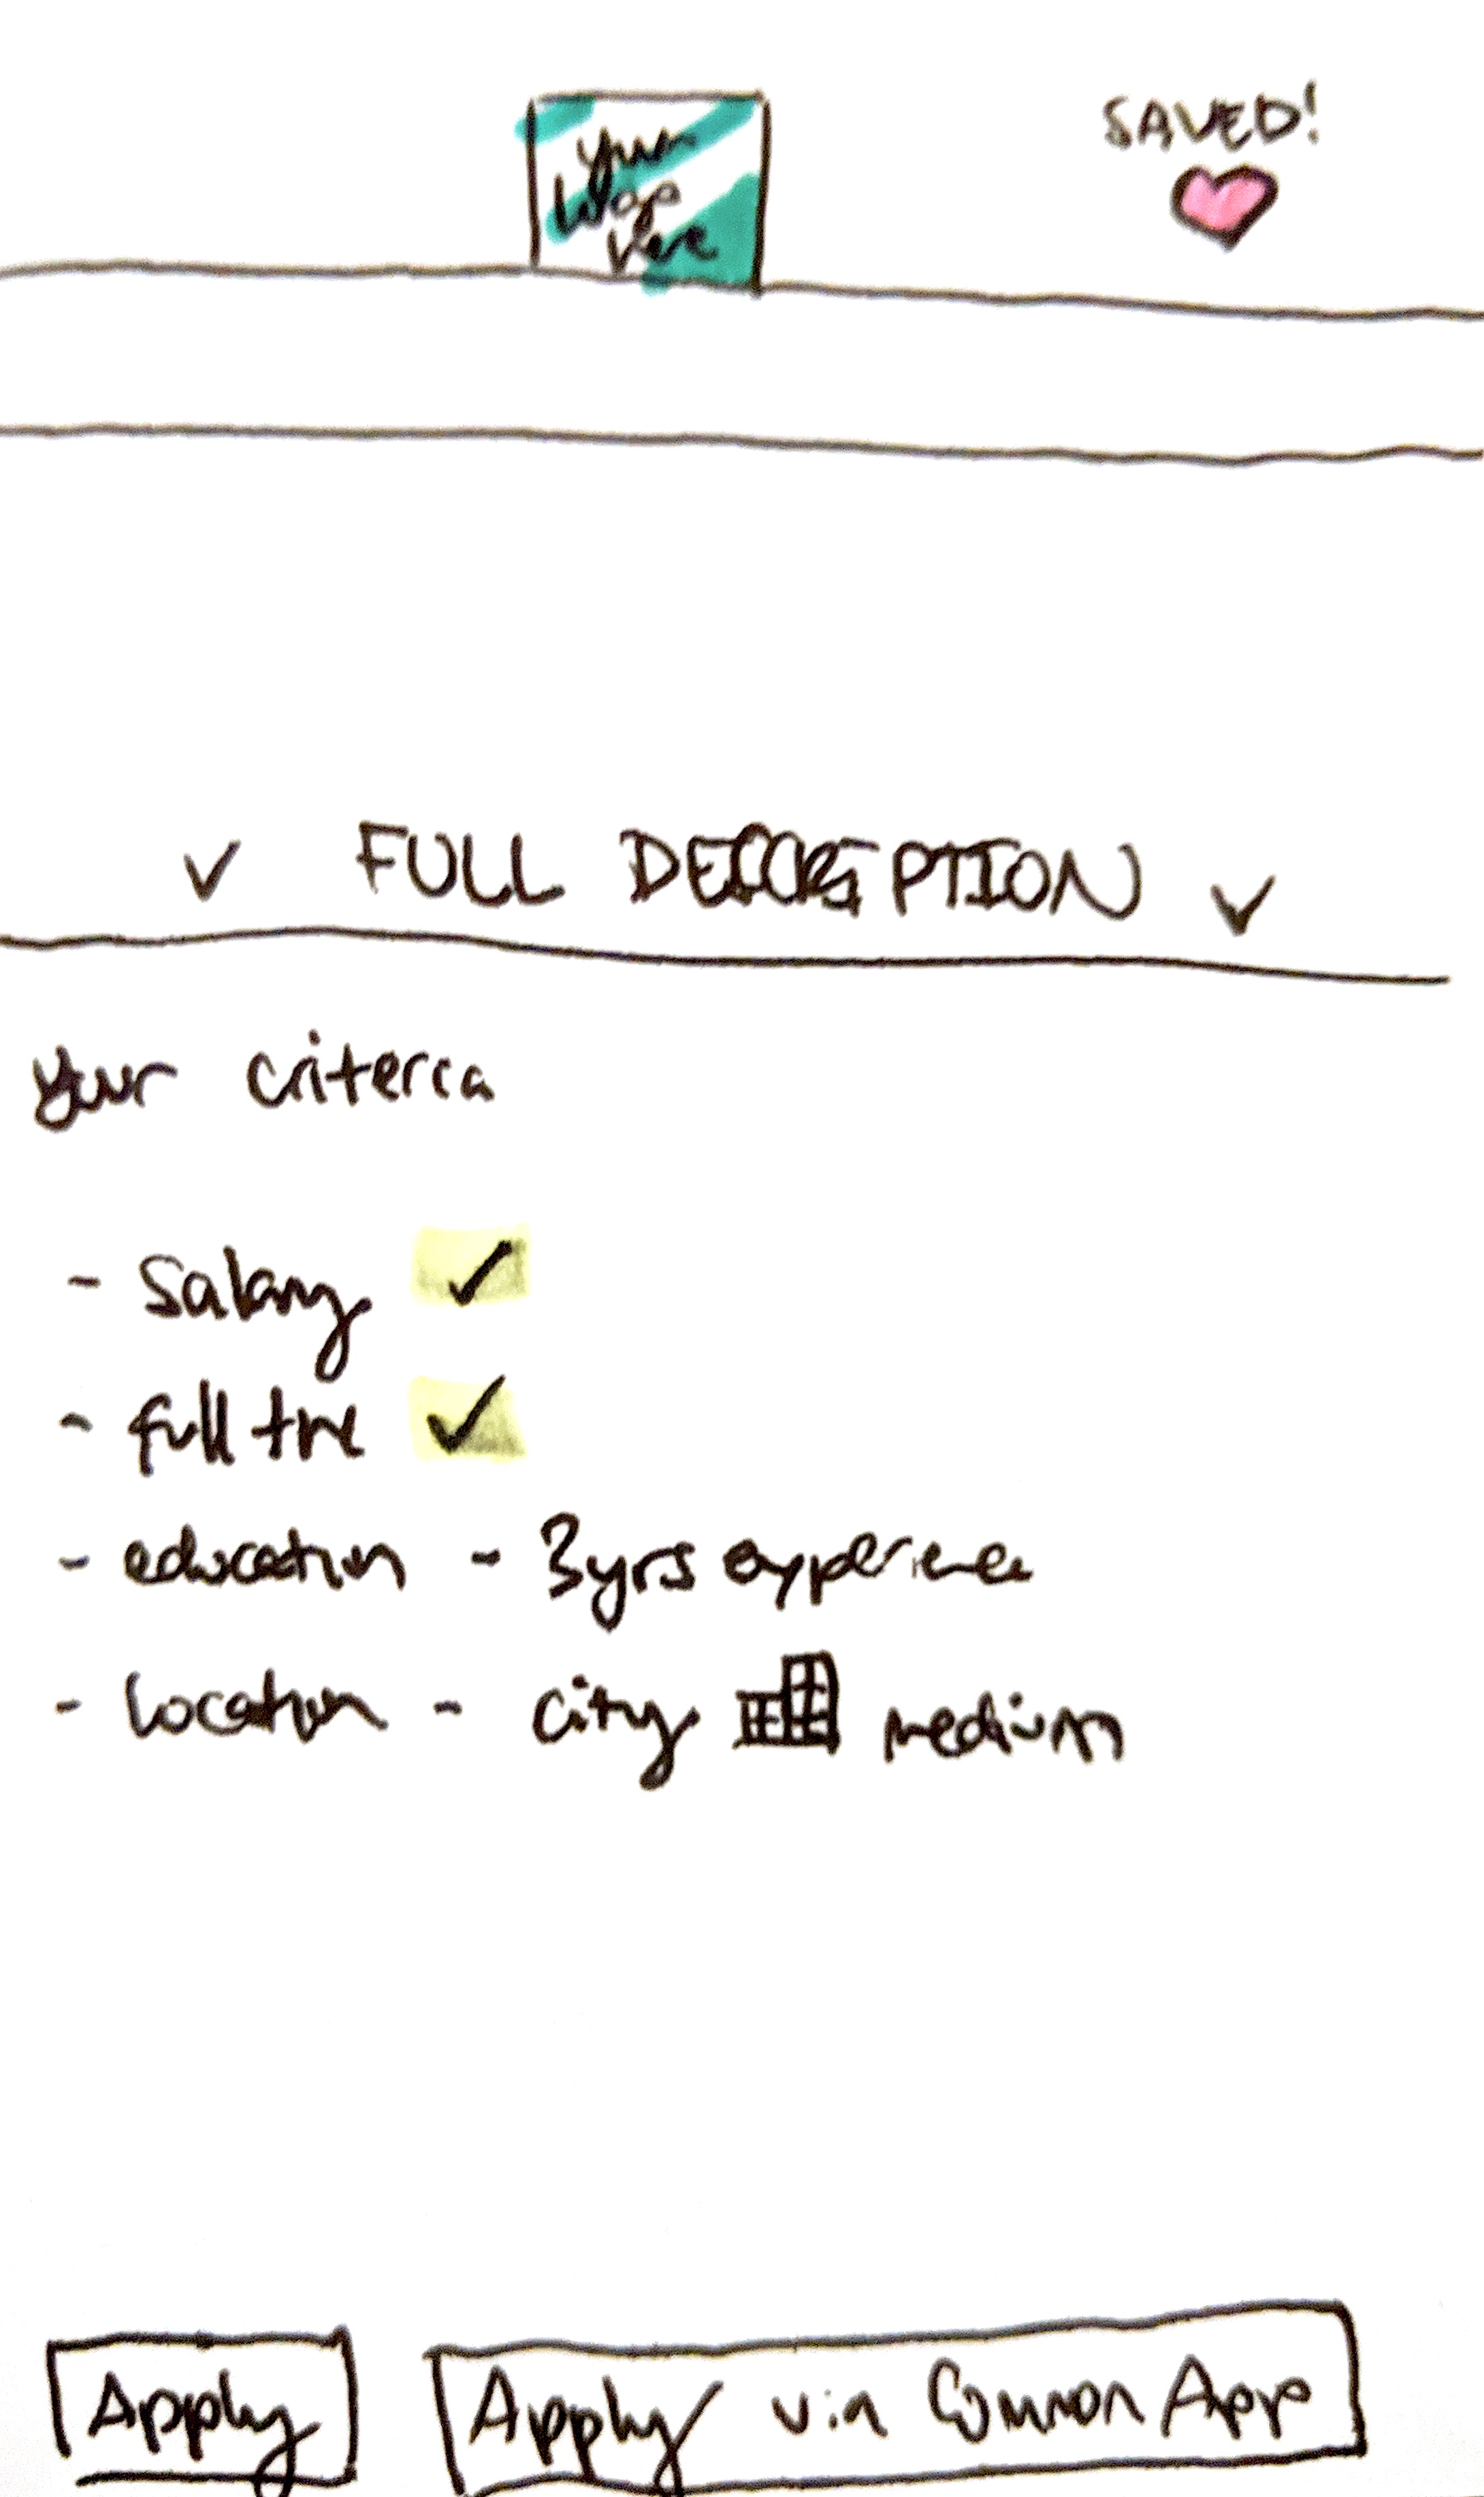 SAVED!
your
logo
here
FULL DESCRIPTION
your criteria
- Salary ✓
- full time ✓
- education - 3yrs experience
- location - city medium
Apply
Apply via Common App